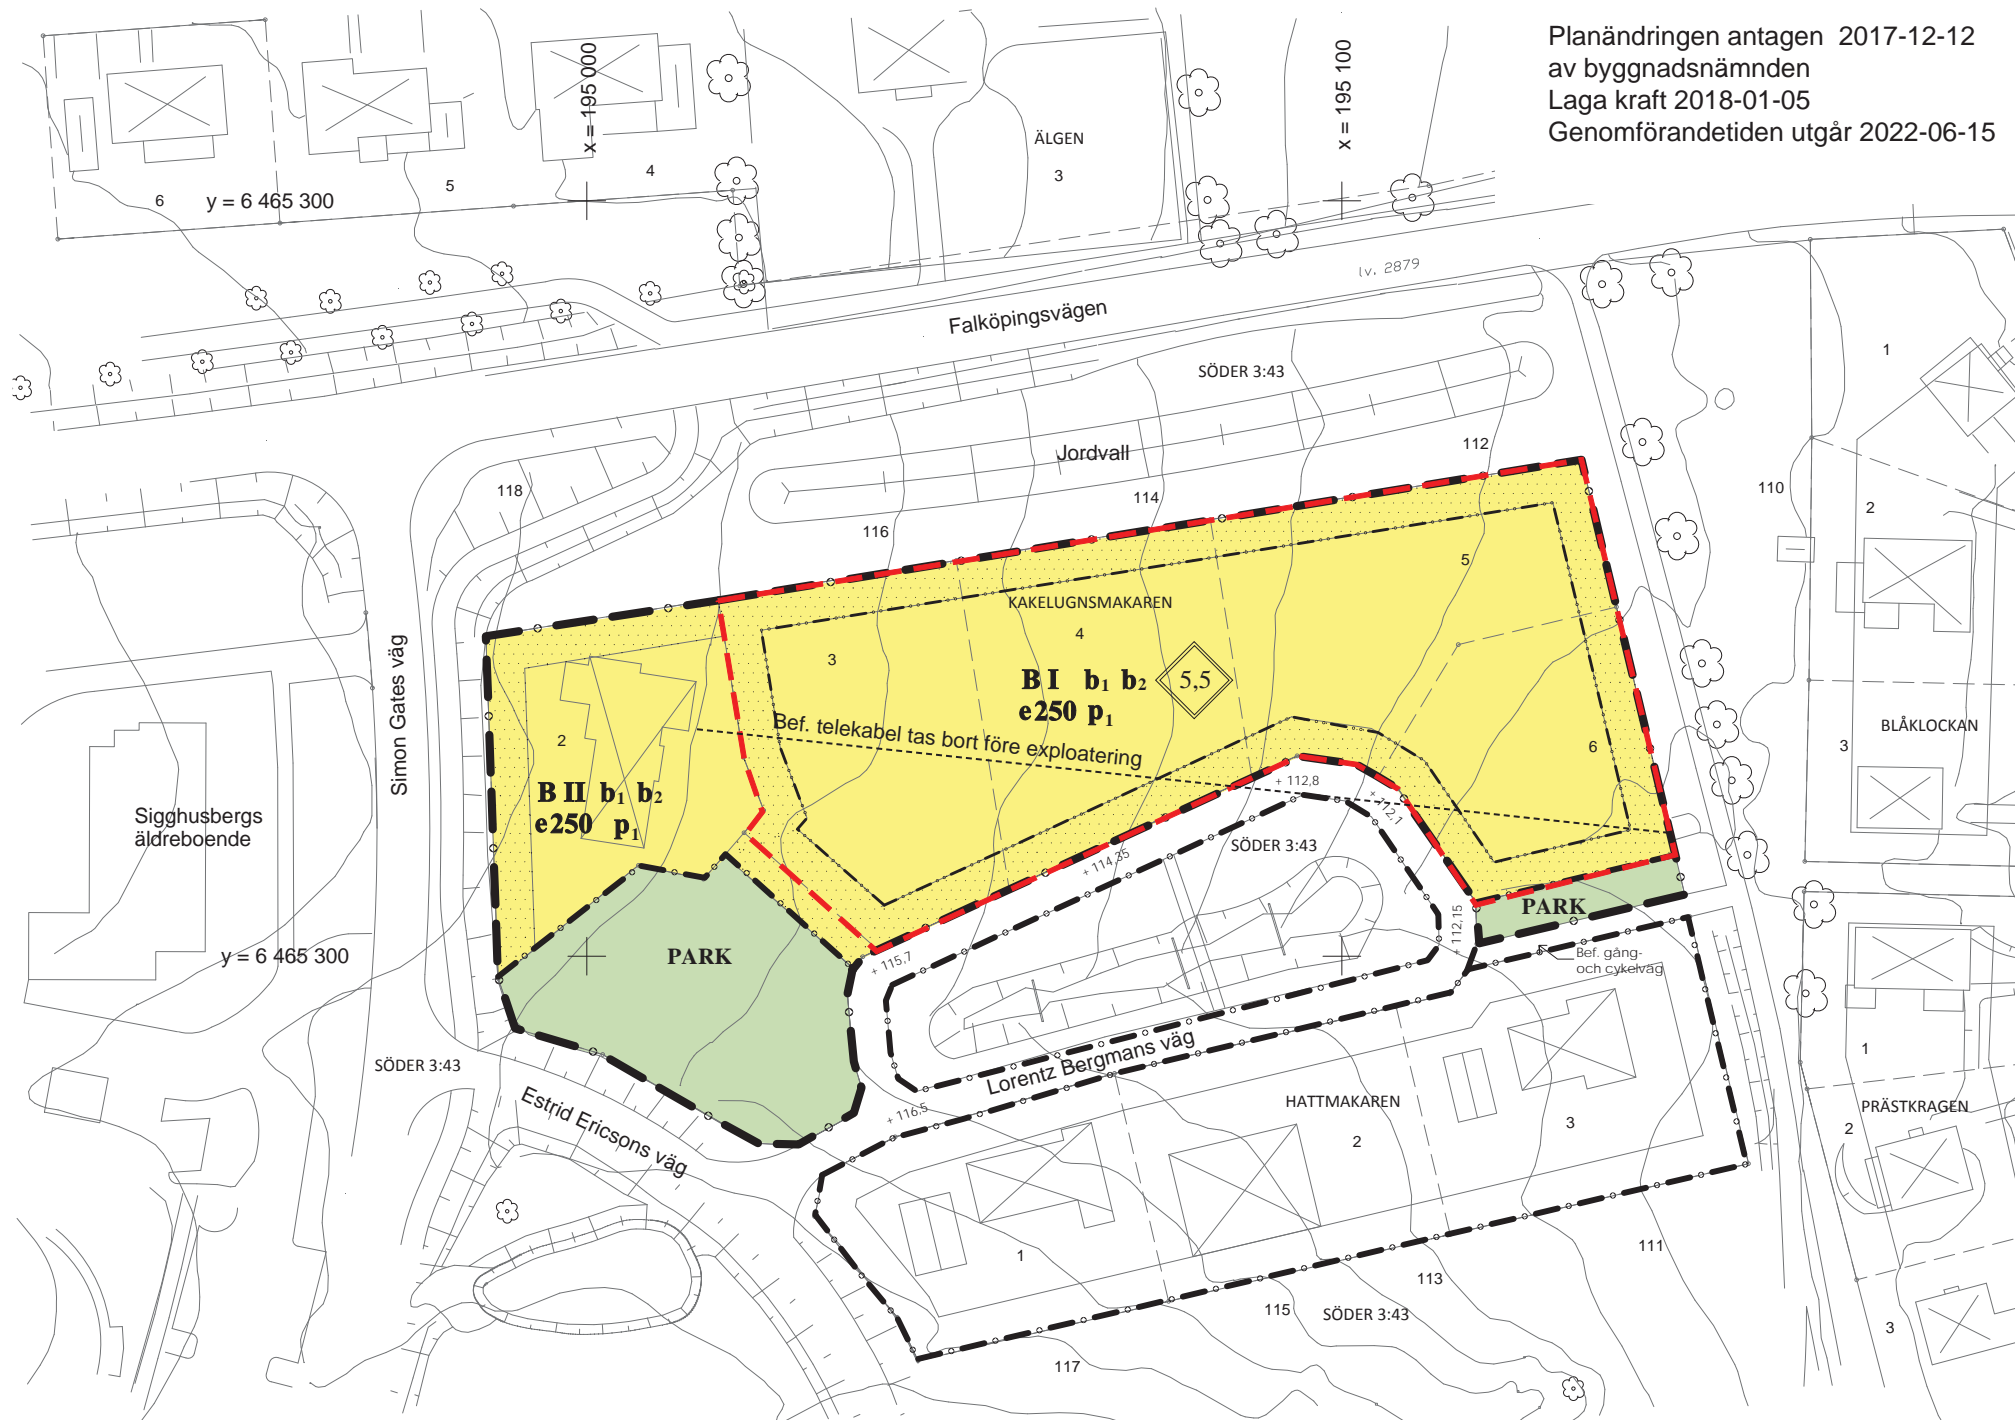 Planändringen antagen 2017-12-12
av byggnadsnämnden
Laga kraft 2018-01-05
Genomförandetiden utgår 2022-06-15
x = 195 000
x = 195 100
ÄLGEN
3
4
5
6
y = 6 465 300
lv. 2879
Falköpingsvägen
SÖDER 3:43
1
Jordvall
112
118
114
110
116
2
5
KAKELUGNSMAKAREN
4
3
B I b₁ b₂ 5,5
e250 p₁
Simon Gates väg
Bef. telekabel tas bort före exploatering
2
6
3
BLÅKLOCKAN
B II b₁ b₂
e250 p₁
+ 112,8
+ 112,1
Sigghusbergs
äldreboende
SÖDER 3:43
+ 114,35
PARK
+ 112,15
PARK
y = 6 465 300
+ 115,7
Bef. gång-
och cykelväg
SÖDER 3:43
Lorentz Bergmans väg
1
Estrid Ericsons väg
+ 116,5
HATTMAKAREN
2
3
PRÄSTKRAGEN
2
1
111
113
115
SÖDER 3:43
3
117